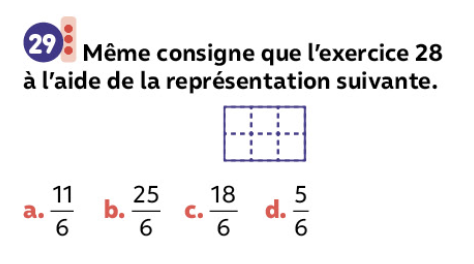 29 Même consigne que l'exercice 28
à l'aide de la représentation suivante.
a. 11/6 b. 25/6 c. 18/6 d. 5/6